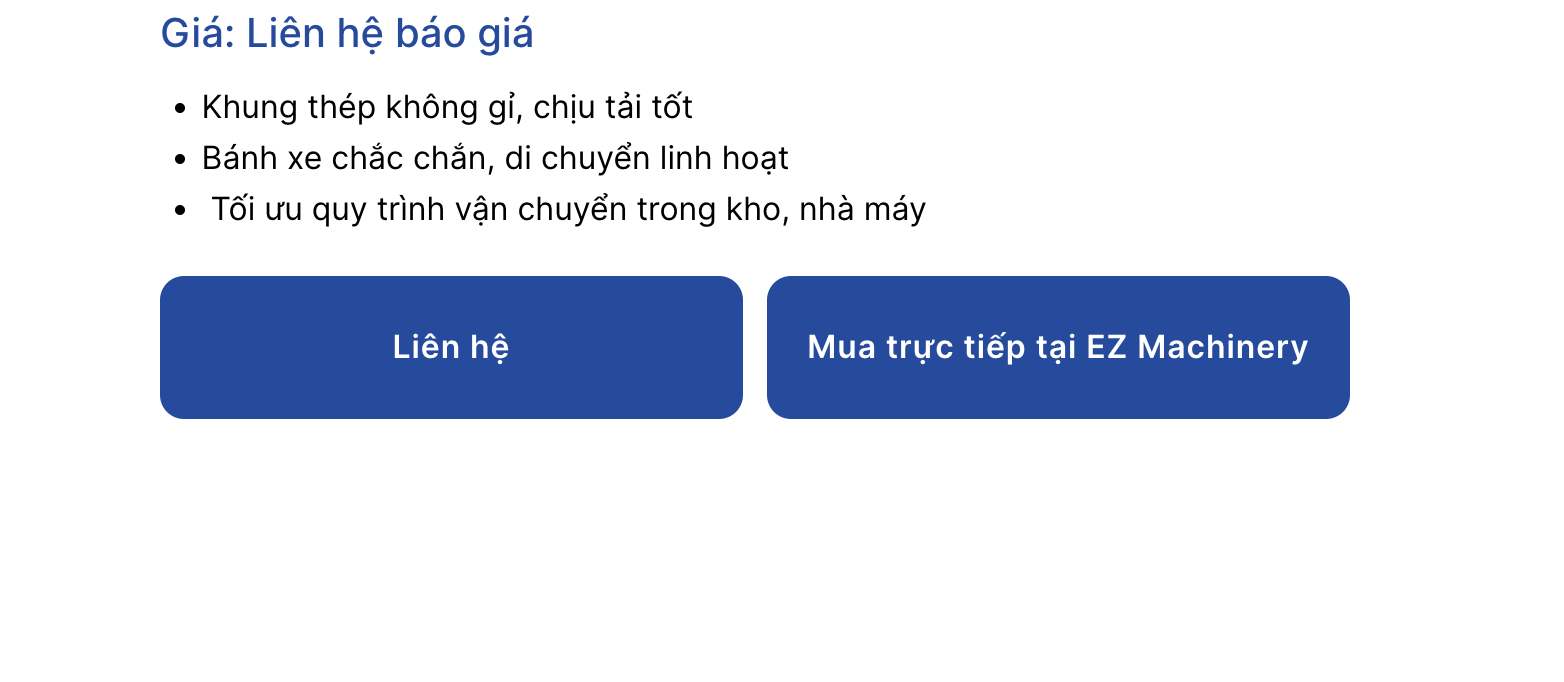 Giá: Liên hệ báo giá
• Khung thép không gỉ, chịu tải tốt
• Bánh xe chắc chắn, di chuyển linh hoạt
• Tối ưu quy trình vận chuyển trong kho, nhà máy
Liên hệ
Mua trực tiếp tại EZ Machinery